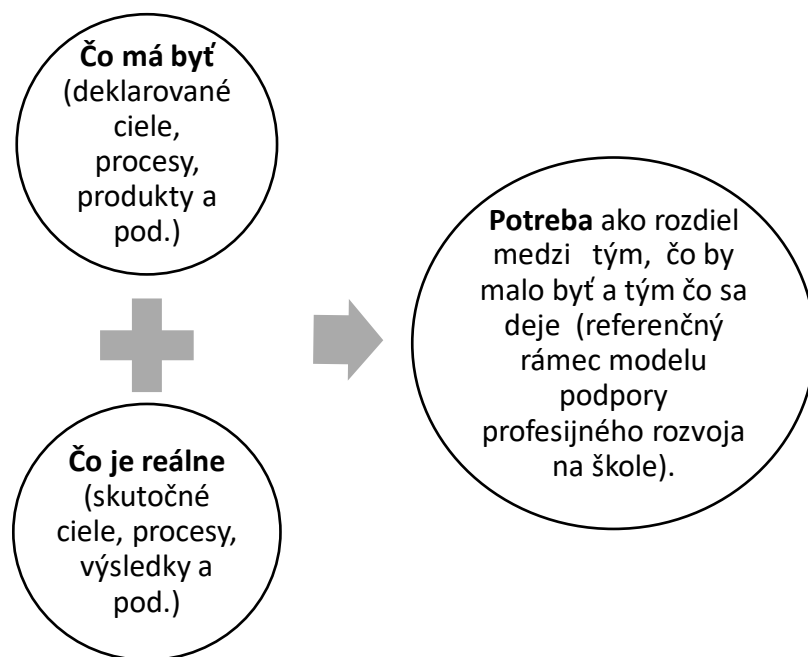 Čo má byť
(deklarované
ciele,
procesy,
produkty a
pod.)
Čo je reálne
(skutočné
ciele, procesy,
výsledky a
pod.)
Potreba ako rozdiel
medzi tým, čo by
malo byť a tým čo sa
deje (referenčný
rámec modelu
podpory
profesijného rozvoja
na škole).